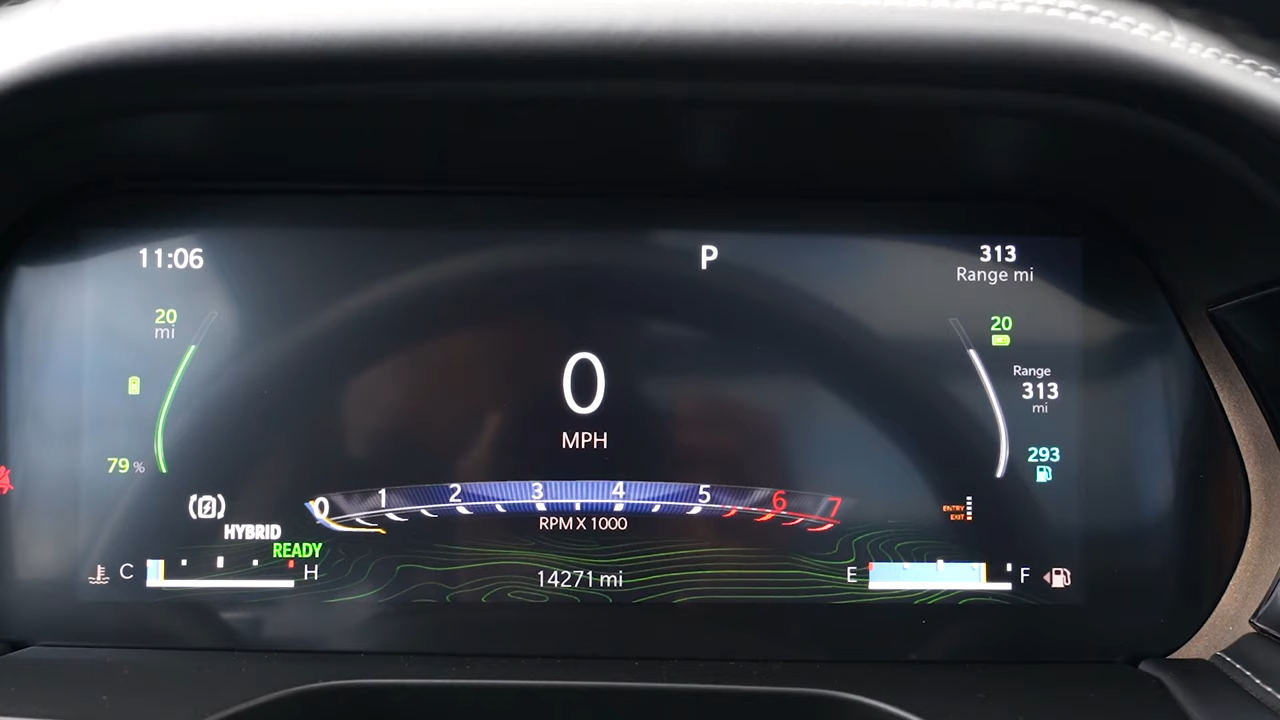 11:06
P
313
Range mi
20
mi
20
Range
313
mi
0
MPH
79 %
293
0 1 2 3 4 5 6 7
RPM X 1000
ENTRY
EXIT
HYBRID
READY
C H
14271 mi
E F